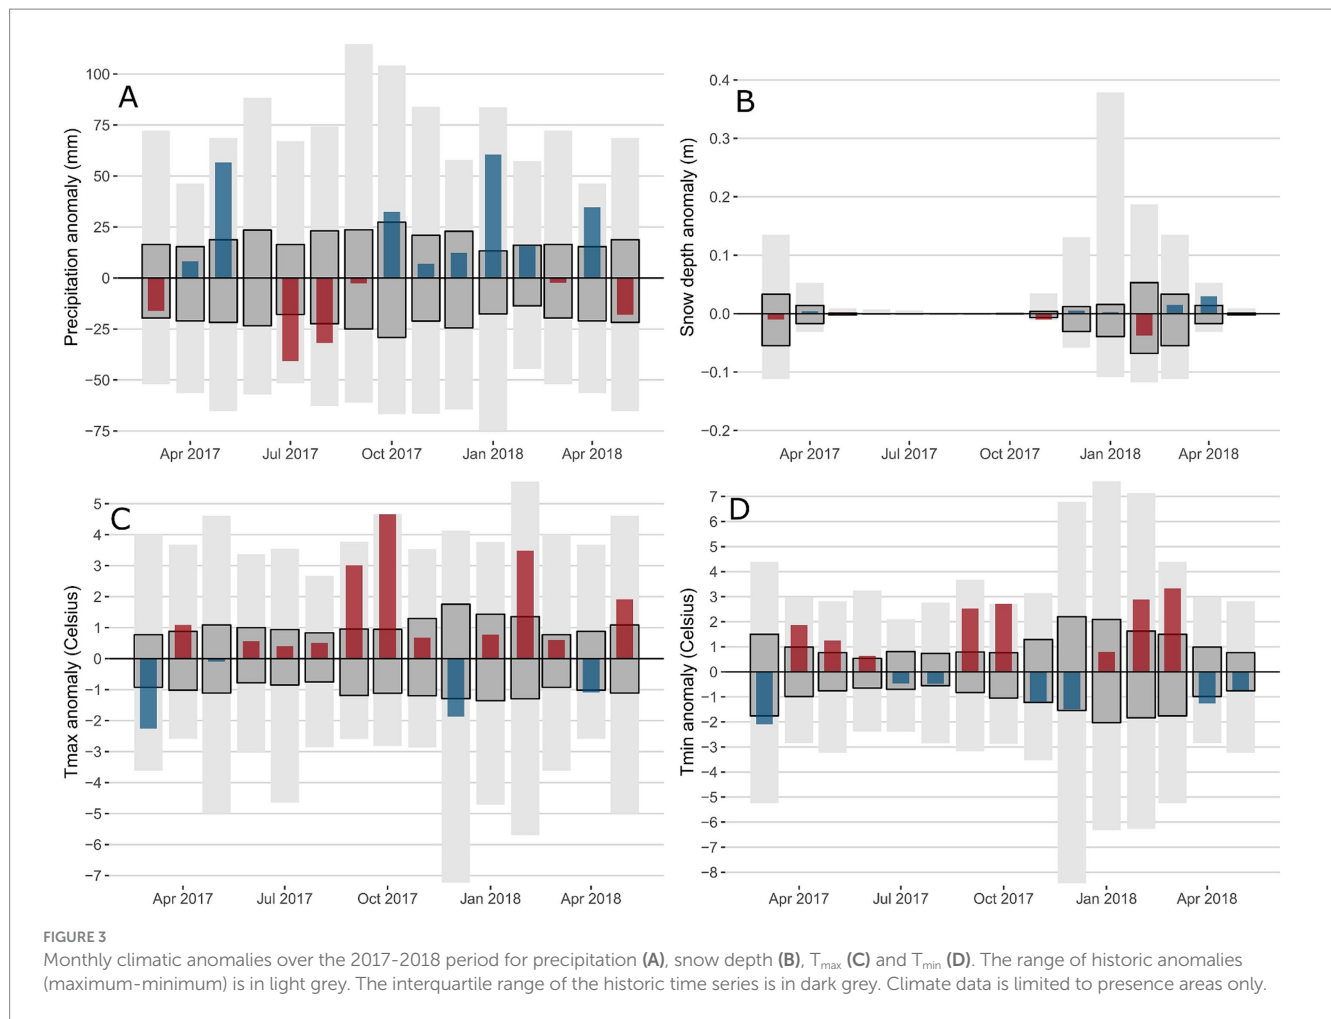 A
Precipitation anomaly (mm)
100
75
50
25
0
−25
−50
−75
Apr 2017 Jul 2017 Oct 2017 Jan 2018 Apr 2018
B
Snow depth anomaly (m)
0.4
0.3
0.2
0.1
0.0
−0.1
−0.2
Apr 2017 Jul 2017 Oct 2017 Jan 2018 Apr 2018
C
Tmax anomaly (Celsius)
5
4
3
2
1
0
−1
−2
−3
−4
−5
−6
−7
Apr 2017 Jul 2017 Oct 2017 Jan 2018 Apr 2018
D
Tmin anomaly (Celsius)
7
6
5
4
3
2
1
0
−1
−2
−3
−4
−5
−6
−7
−8
Apr 2017 Jul 2017 Oct 2017 Jan 2018 Apr 2018
FIGURE 3
Monthly climatic anomalies over the 2017-2018 period for precipitation (A), snow depth (B), Tmax (C) and Tmin (D). The range of historic anomalies
(maximum-minimum) is in light grey. The interquartile range of the historic time series is in dark grey. Climate data is limited to presence areas only.